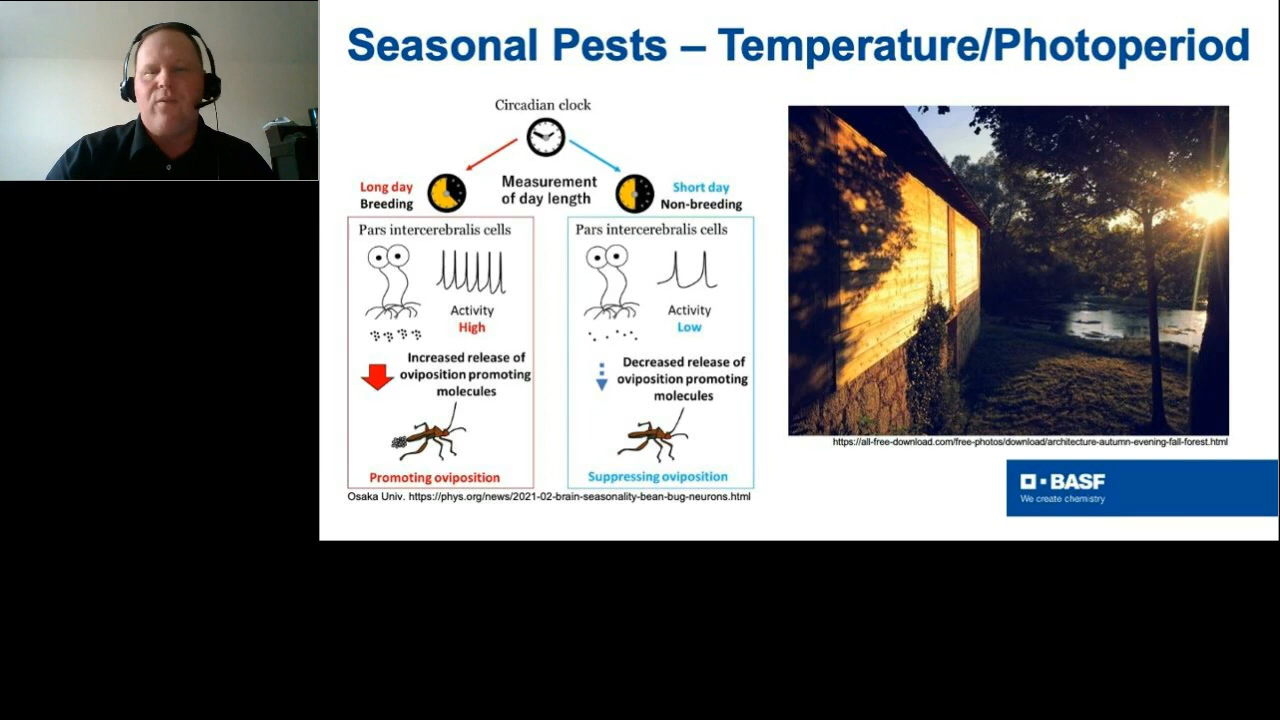 Seasonal Pests – Temperature/Photoperiod
Circadian clock
Measurement
of day length
Long day
Breeding
Short day
Non-breeding
Pars intercerebralis cells
Activity
High
Increased release of
oviposition promoting
molecules
Promoting oviposition
Pars intercerebralis cells
Activity
Low
Decreased release of
oviposition promoting
molecules
Suppressing oviposition
Osaka Univ. https://phys.org/news/2021-02-brain-seasonality-bean-bug-neurons.html
https://all-free-download.com/free-photos/download/architecture-autumn-evening-fall-forest.html
BASF
We create chemistry